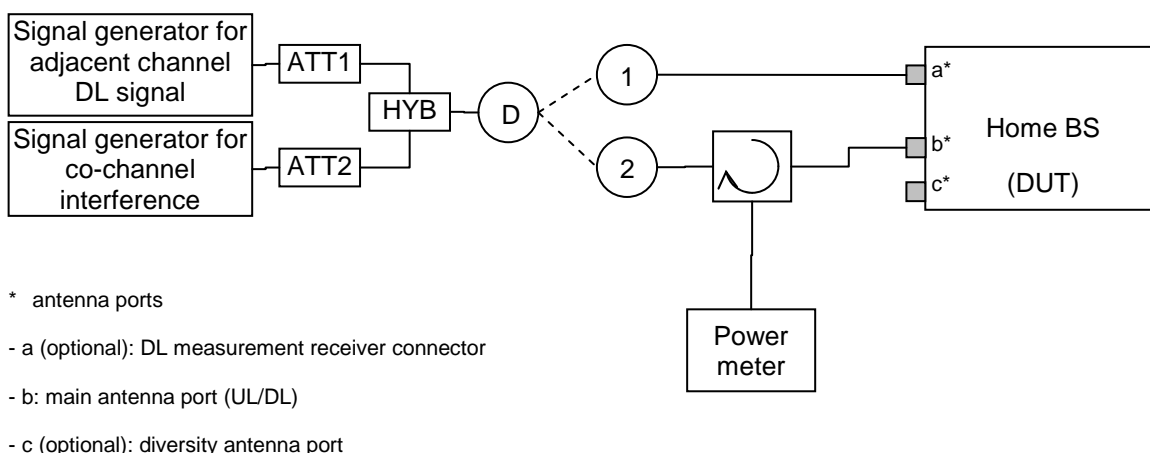 Signal generator for
adjacent channel
DL signal
ATT1
HYB
D
1
2
a*
b*
c*
Home BS
(DUT)
Signal generator for
co-channel
interference
ATT2
Power
meter
* antenna ports
- a (optional): DL measurement receiver connector
- b: main antenna port (UL/DL)
- c (optional): diversity antenna port